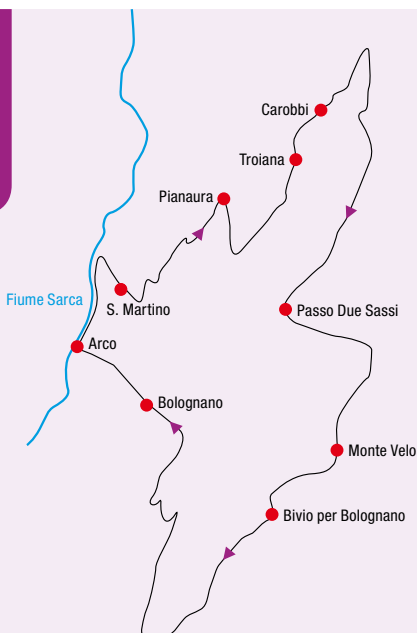 Carobbi
Troiana
Pianaura
Fiume Sarca
S. Martino
Passo Due Sassi
Arco
Bolognano
Monte Velo
Bivio per Bolognano